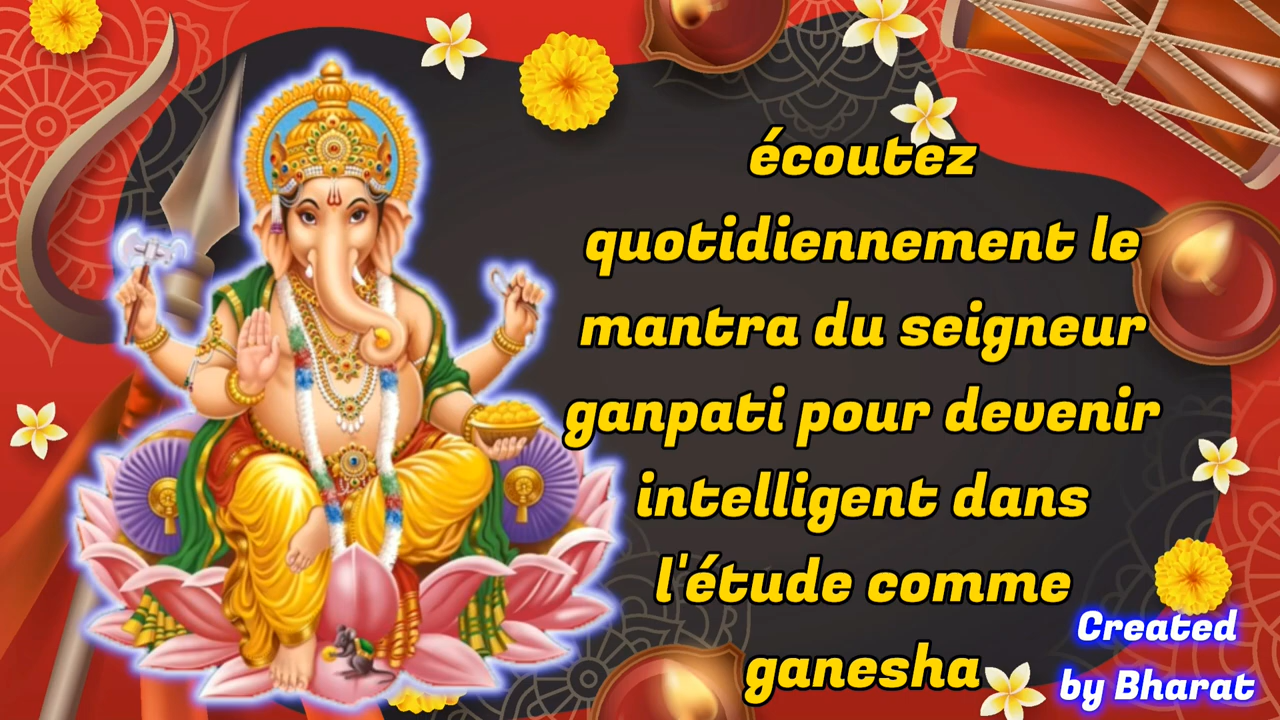 écoutez
quotidiennement le
mantra du seigneur
ganpati pour devenir
intelligent dans
l'étude comme
ganesha
Created
by Bharat